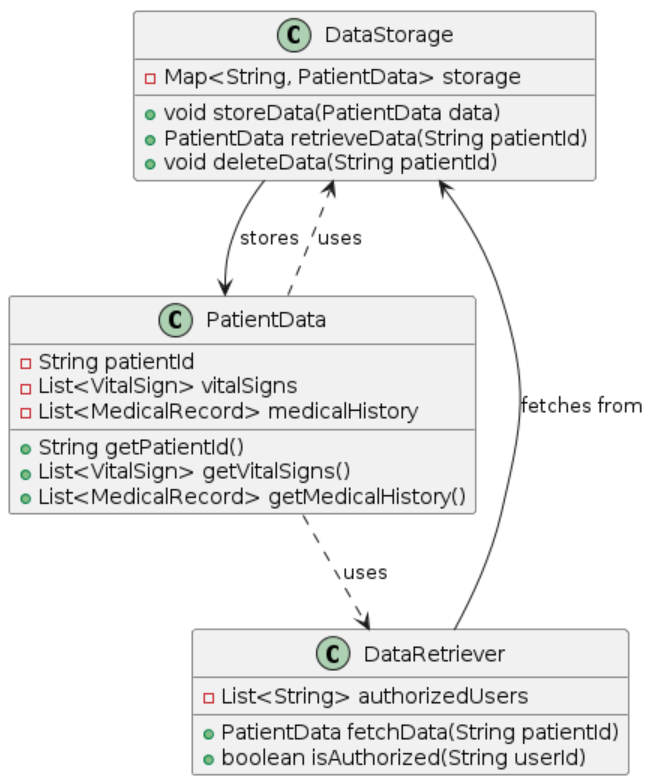 C DataStorage
Map<String, PatientData> storage
void storeData(PatientData data)
PatientData retrieveData(String patientId)
void deleteData(String patientId)
stores
uses
C PatientData
String patientId
List<VitalSign> vitalSigns
List<MedicalRecord> medicalHistory
String getPatientId()
List<VitalSign> getVitalSigns()
List<MedicalRecord> getMedicalHistory()
fetches from
uses
C DataRetriever
List<String> authorizedUsers
PatientData fetchData(String patientId)
boolean isAuthorized(String userId)